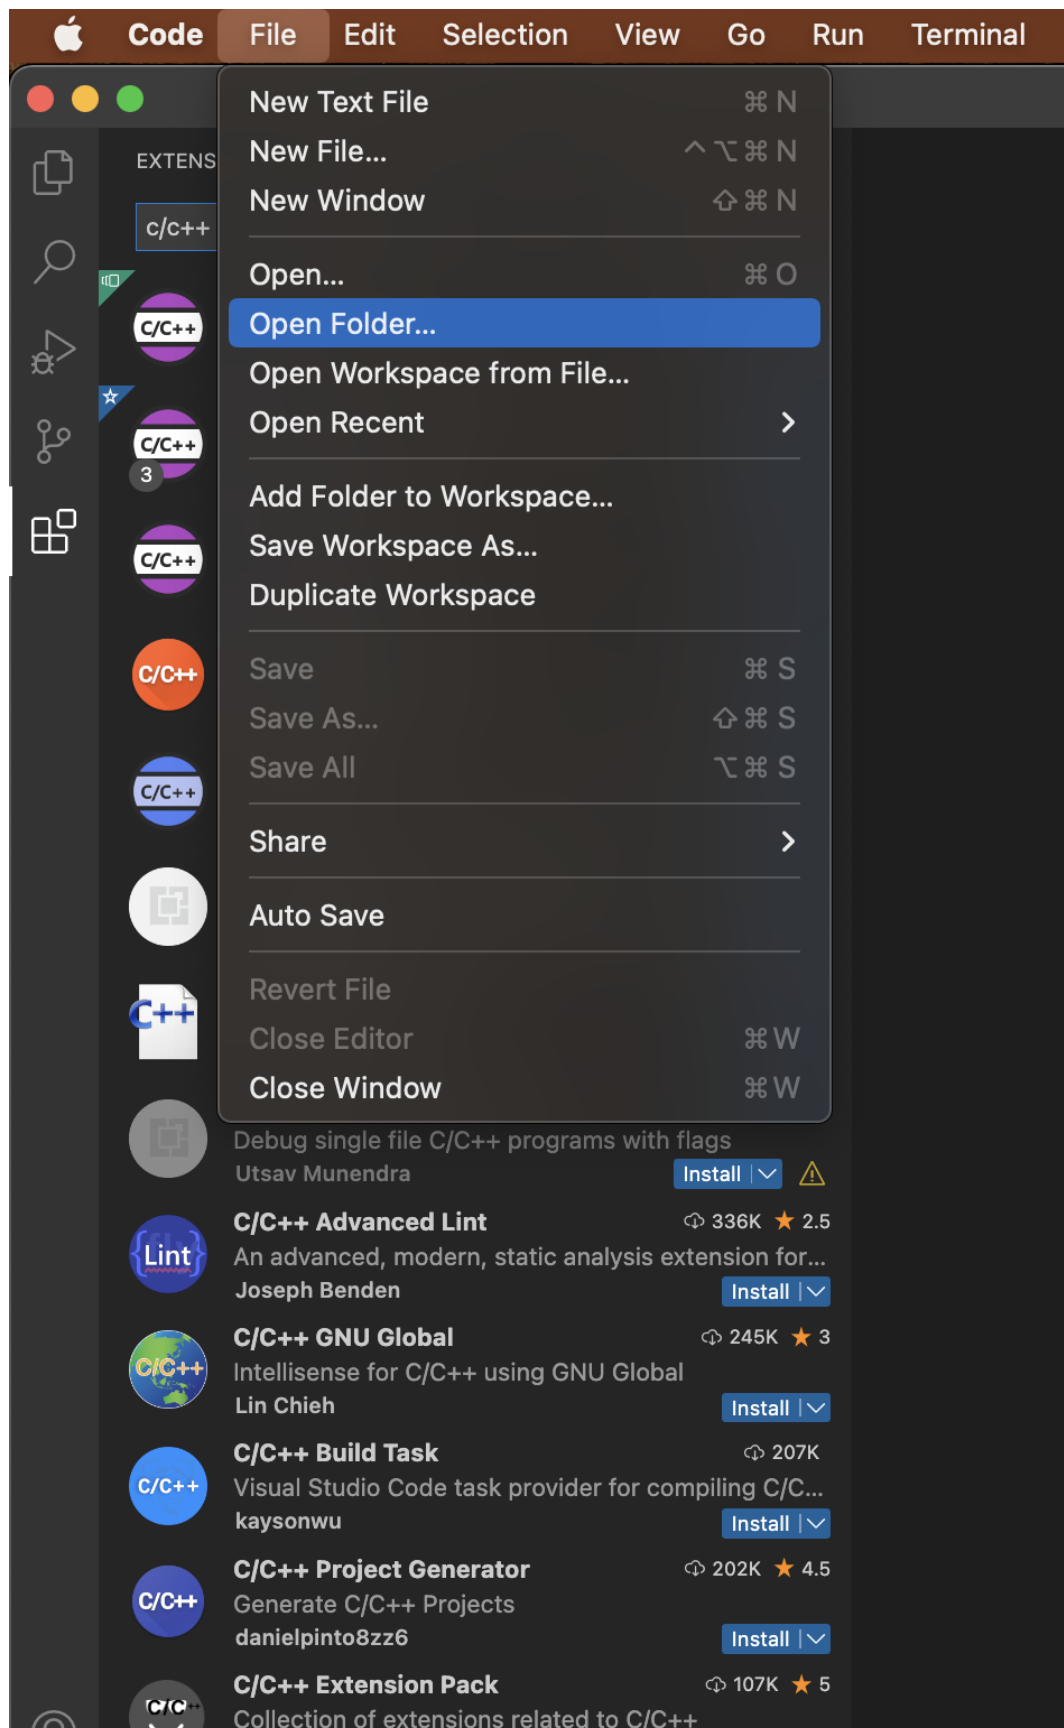 Code File Edit Selection View Go Run Terminal
New Text File ⌘ N
New File... ^ ⌥ ⌘ N
New Window ⇧ ⌘ N
Open... ⌘ O
Open Folder...
Open Workspace from File...
Open Recent
Add Folder to Workspace...
Save Workspace As...
Duplicate Workspace
Save ⌘ S
Save As... ⇧ ⌘ S
Save All ⌥ ⌘ S
Share
Auto Save
Revert File
Close Editor ⌘ W
Close Window ⌘ W
EXTENS
c/c++
C/C++
C/C++
3
C/C++
C/C++
C/C++
C++
Debug single file C/C++ programs with flags
Utsav Munendra Install
{Lint}
C/C++ Advanced Lint 336K ★ 2.5
An advanced, modern, static analysis extension for...
Joseph Benden Install
C/C++
C/C++ GNU Global 245K ★ 3
Intellisense for C/C++ using GNU Global
Lin Chieh Install
C/C++
C/C++ Build Task 207K
Visual Studio Code task provider for compiling C/C...
kaysonwu Install
C/C++
C/C++ Project Generator 202K ★ 4.5
Generate C/C++ Projects
danielpinto8zz6 Install
C/C++
C/C++ Extension Pack 107K ★ 5
Collection of extensions related to C/C++